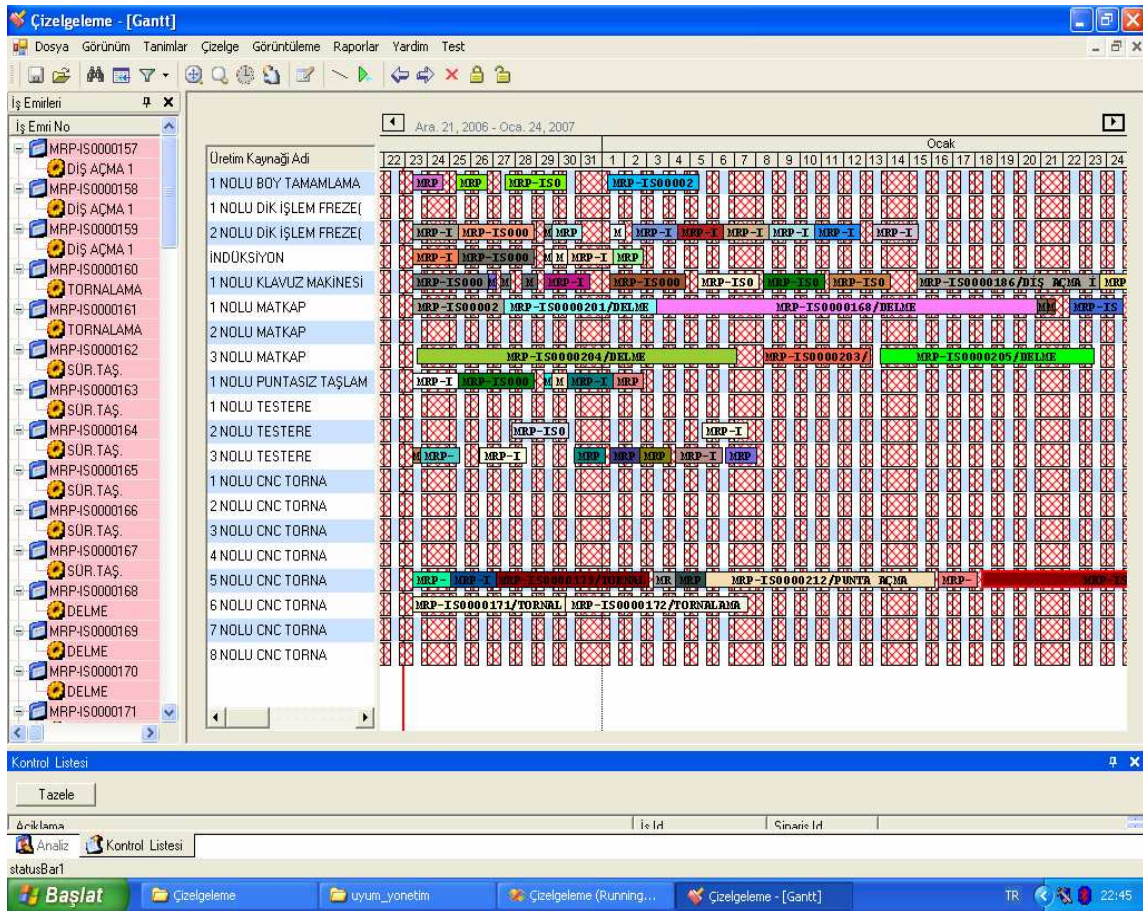 Çizelgeleme - [Gantt]
Dosya Görünüm Tanimlar Çizelge Görüntüleme Raporlar Yardim Test
İş Emirleri
İş Emri No
MRP-IS0000157
DİŞ AÇMA 1
MRP-IS0000158
DİŞ AÇMA 1
MRP-IS0000159
DİŞ AÇMA 1
MRP-IS0000160
TORNALAMA
MRP-IS0000161
TORNALAMA
MRP-IS0000162
SÜR.TAŞ.
MRP-IS0000163
SÜR.TAŞ.
MRP-IS0000164
SÜR.TAŞ.
MRP-IS0000165
SÜR.TAŞ.
MRP-IS0000166
SÜR.TAŞ.
MRP-IS0000167
SÜR.TAŞ.
MRP-IS0000168
DELME
MRP-IS0000169
DELME
MRP-IS0000170
DELME
MRP-IS0000171
Ara. 21, 2006 - Oca. 24, 2007
Ocak
Üretim Kaynaği Adi 22 23 24 25 26 27 28 29 30 31 1 2 3 4 5 6 7 8 9 10 11 12 13 14 15 16 17 18 19 20 21 22 23 24
1 NOLU BOY TAMAMLAMA MRP MRP MRP-IS0 MRP-IS00002
1 NOLU DİK İŞLEM FREZE(
2 NOLU DİK İŞLEM FREZE( MRP-I MRP-IS000 M MRP M MRP-I MRP-I MRP-I MRP-I MRP-I MRP-I
İNDÜKSİYON MRP-I MRP-IS000 M M MRP-I MRP
1 NOLU KLAVUZ MAKİNESİ MRP-IS000 M M M MRP-I MRP-IS000 MRP-IS0 MRP-IS0 MRP-IS0 MRP-IS0000186/DIŞ AÇMA I MRP
1 NOLU MATKAP MRP-IS00002 MRP-IS0000201/DELME MRP-IS0000168/DELME MRP-IS
2 NOLU MATKAP
3 NOLU MATKAP MRP-IS0000204/DELME MRP-IS0000203/ MRP-IS0000205/DELME
1 NOLU PUNTASIZ TAŞLAM MRP-I MRP-IS000 M M MRP-I MRP
1 NOLU TESTERE
2 NOLU TESTERE MRP-IS0 MRP-I
3 NOLU TESTERE MRP- MRP-I MRP MRP MRP MRP-I MRP
1 NOLU CNC TORNA
2 NOLU CNC TORNA
3 NOLU CNC TORNA
4 NOLU CNC TORNA
5 NOLU CNC TORNA MRP- MRP-I MRP-IS0000173/TORNAL MR MRP MRP-IS0000212/PUNTA AÇMA MRP- MRP-IS
6 NOLU CNC TORNA MRP-IS0000171/TORNAL MRP-IS0000172/TORNALAMA
7 NOLU CNC TORNA
8 NOLU CNC TORNA
Kontrol Listesi
Tazele
Aciklama İs Id Siparis Id
Analiz Kontrol Listesi
statusBar1
Başlat Çizelgeleme uyum_yonetim Çizelgeleme (Running... Çizelgeleme - [Gantt] TR 22:45